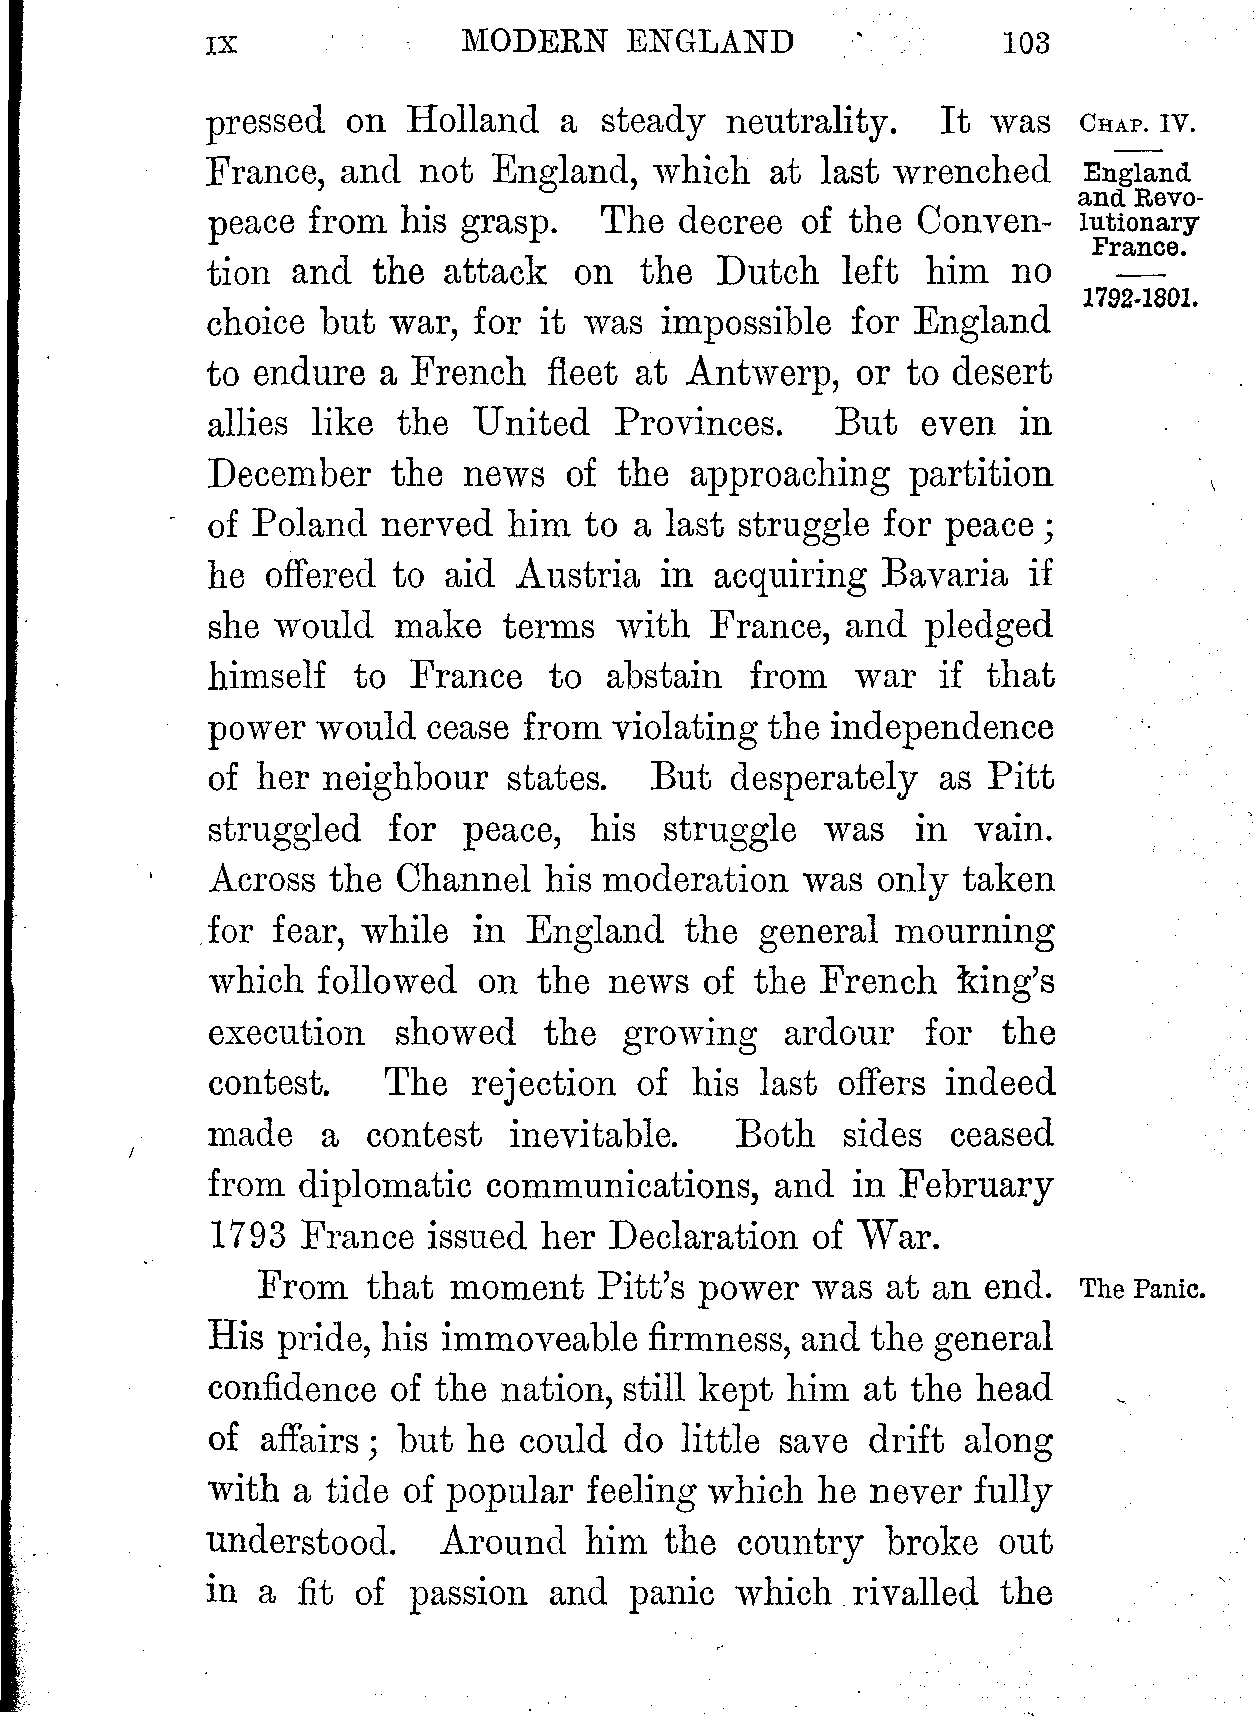 IX MODERN ENGLAND 103
pressed on Holland a steady neutrality. It was
France, and not England, which at last wrenched
peace from his grasp. The decree of the Conven-
tion and the attack on the Dutch left him no
choice but war, for it was impossible for England
to endure a French fleet at Antwerp, or to desert
allies like the United Provinces. But even in
December the news of the approaching partition
of Poland nerved him to a last struggle for peace;
he offered to aid Austria in acquiring Bavaria if
she would make terms with France, and pledged
himself to France to abstain from war if that
power would cease from violating the independence
of her neighbour states. But desperately as Pitt
struggled for peace, his struggle was in vain.
Across the Channel his moderation was only taken
for fear, while in England the general mourning
which followed on the news of the French king's
execution showed the growing ardour for the
contest. The rejection of his last offers indeed
made a contest inevitable. Both sides ceased
from diplomatic communications, and in February
1793 France issued her Declaration of War.
From that moment Pitt's power was at an end.
His pride, his immoveable firmness, and the general
confidence of the nation, still kept him at the head
of affairs; but he could do little save drift along
with a tide of popular feeling which he never fully
understood. Around him the country broke out
in a fit of passion and panic which rivalled the
CHAP. IV.
England
and Revo-
lutionary
France.
1792-1801.
The Panic.